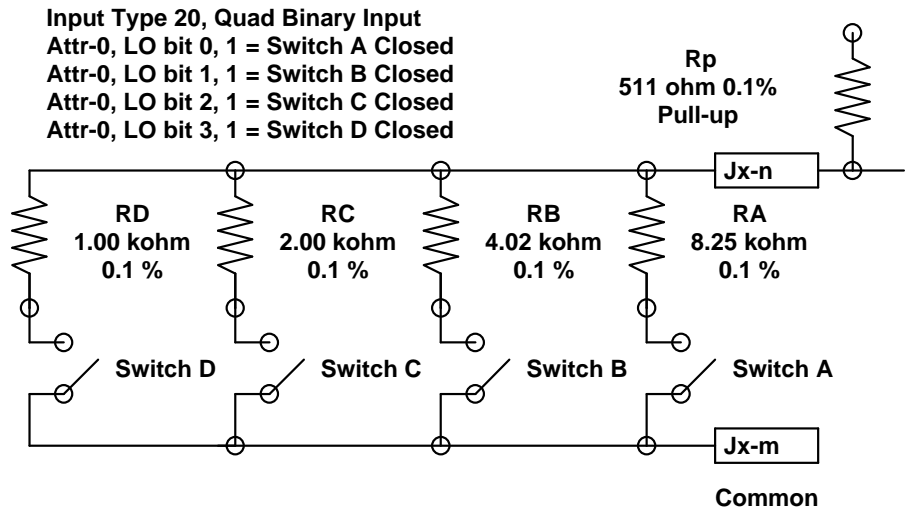 Input Type 20, Quad Binary Input
Attr-0, LO bit 0, 1 = Switch A Closed
Attr-0, LO bit 1, 1 = Switch B Closed
Attr-0, LO bit 2, 1 = Switch C Closed
Attr-0, LO bit 3, 1 = Switch D Closed
Rp
511 ohm 0.1%
Pull-up
Jx-n
RD
1.00 kohm
0.1 %
RC
2.00 kohm
0.1 %
RB
4.02 kohm
0.1 %
RA
8.25 kohm
0.1 %
Switch D
Switch C
Switch B
Switch A
Jx-m
Common